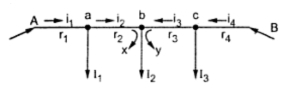 A i₁ a i₂ b i₃ c i₄ B
r₁ r₂ r₃ r₄
x y
I₁ I₂ I₃